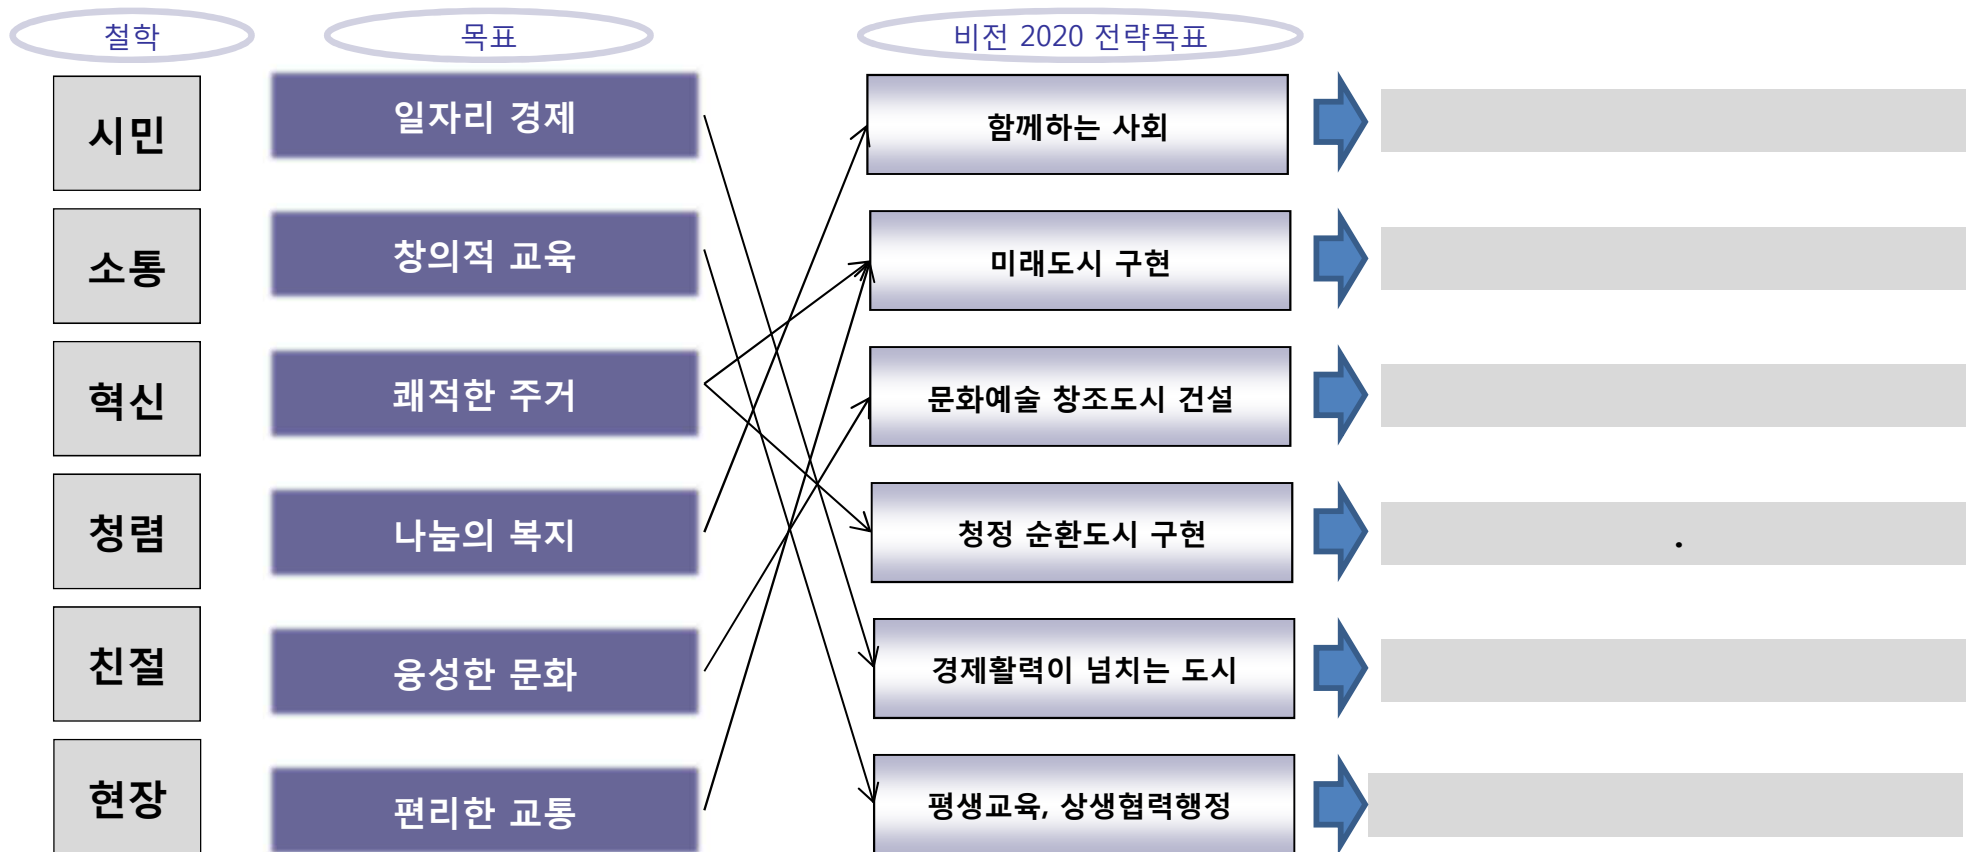 철학
목표
비전 2020 전략목표
시민
일자리 경제
함께하는 사회
소통
창의적 교육
미래도시 구현
혁신
쾌적한 주거
문화예술 창조도시 건설
청렴
나눔의 복지
청정 순환도시 구현
.
친절
융성한 문화
경제활력이 넘치는 도시
현장
편리한 교통
평생교육, 상생협력행정